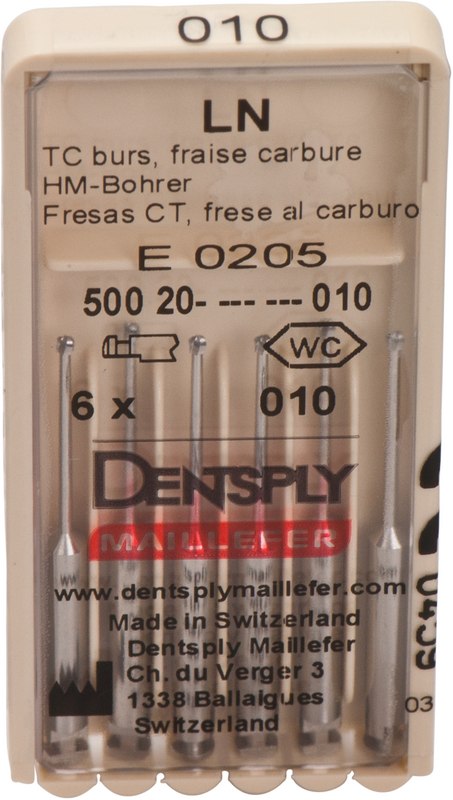 010
LN
TC burs, fraise carbure
HM-Bohrer
Fresas CT, frese al carburo
E 0205
500 20- --- --- 010
WC
6 x 010
DENTSPLY
MAILLEFER
www.dentsplymaillefer.com
Made in Switzerland
Dentsply Maillefer
Ch. du Verger 3
1338 Ballaigues
Switzerland
03